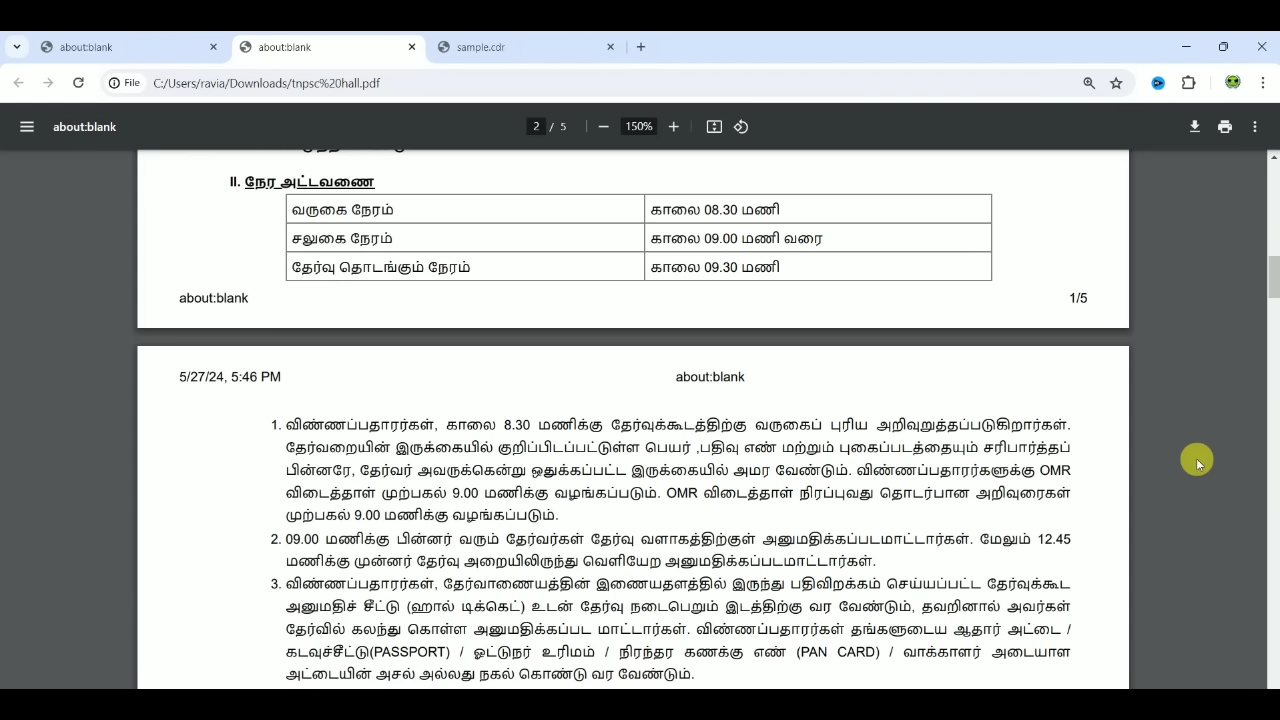 about:blank
about:blank
sample.cdr
File
C:/Users/ravia/Downloads/tnpsc%20hall.pdf
about:blank
2 / 5
150%
II. நேர அட்டவணை
வருகை நேரம் காலை 08.30 மணி
சலுகை நேரம் காலை 09.00 மணி வரை
தேர்வு தொடங்கும் நேரம் காலை 09.30 மணி
about:blank 1/5
5/27/24, 5:46 PM about:blank
1. விண்ணப்பதாரர்கள், காலை 8.30 மணிக்கு தேர்வுக்கூடத்திற்கு வருகைப் புரிய அறிவுறுத்தப்படுகிறார்கள்.
தேர்வறையின் இருக்கையில் குறிப்பிடப்பட்டுள்ள பெயர் ,பதிவு எண் மற்றும் புகைப்படத்தையும் சரிபார்த்தப்
பின்னரே, தேர்வர் அவருக்கென்று ஒதுக்கப்பட்ட இருக்கையில் அமர வேண்டும். விண்ணப்பதாரர்களுக்கு OMR
விடைத்தாள் முற்பகல் 9.00 மணிக்கு வழங்கப்படும். OMR விடைத்தாள் நிரப்புவது தொடர்பான அறிவுரைகள்
முற்பகல் 9.00 மணிக்கு வழங்கப்படும்.
2. 09.00 மணிக்கு பின்னர் வரும் தேர்வர்கள் தேர்வு வளாகத்திற்குள் அனுமதிக்கப்படமாட்டார்கள். மேலும் 12.45
மணிக்கு முன்னர் தேர்வு அறையிலிருந்து வெளியேற அனுமதிக்கப்படமாட்டார்கள்.
3. விண்ணப்பதாரர்கள், தேர்வாணையத்தின் இணையதளத்தில் இருந்து பதிவிறக்கம் செய்யப்பட்ட தேர்வுக்கூட
அனுமதிச் சீட்டு (ஹால் டிக்கெட்) உடன் தேர்வு நடைபெறும் இடத்திற்கு வர வேண்டும், தவறினால் அவர்கள்
தேர்வில் கலந்து கொள்ள அனுமதிக்கப்பட மாட்டார்கள். விண்ணப்பதாரர்கள் தங்களுடைய ஆதார் அட்டை /
கடவுச்சீட்டு(PASSPORT) / ஓட்டுநர் உரிமம் / நிரந்தர கணக்கு எண் (PAN CARD) / வாக்காளர் அடையாள
அட்டையின் அசல் அல்லது நகல் கொண்டு வர வேண்டும்.